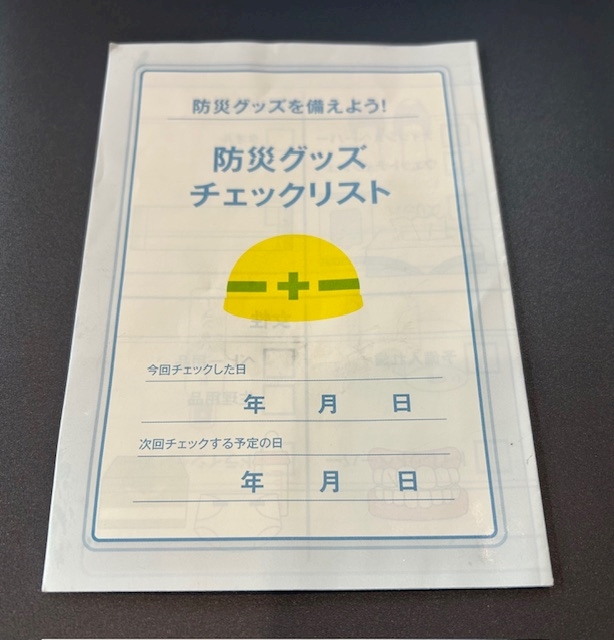 防災グッズを備えよう!
防災グッズ
チェックリスト
今回チェックした日
年 月 日
次回チェックする予定の日
年 月 日